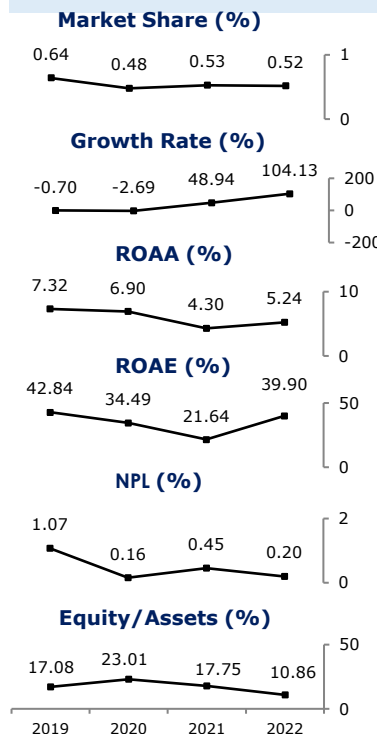 Market Share (%)
0.64 0.48 0.53 0.52
1
0
Growth Rate (%)
-0.70 -2.69 48.94 104.13
200
0
-200
ROAA (%)
7.32 6.90 4.30 5.24
10
0
ROAE (%)
42.84 34.49 21.64 39.90
50
0
NPL (%)
1.07 0.16 0.45 0.20
2
0
Equity/Assets (%)
17.08 23.01 17.75 10.86
50
0
2019 2020 2021 2022